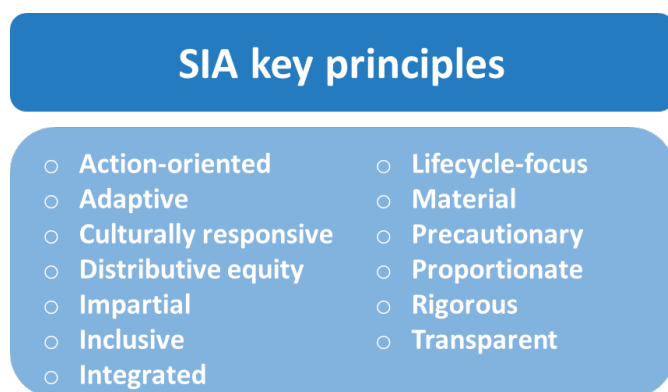 SIA key principles
○ Action-oriented
○ Adaptive
○ Culturally responsive
○ Distributive equity
○ Impartial
○ Inclusive
○ Integrated
○ Lifecycle-focus
○ Material
○ Precautionary
○ Proportionate
○ Rigorous
○ Transparent